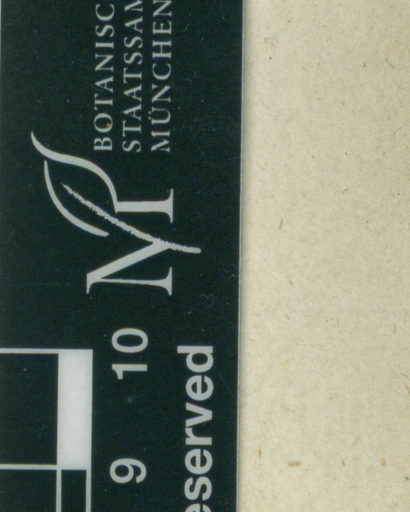 BOTANISC
STAATSSAM
MÜNCHEN
M
9 10
eserved